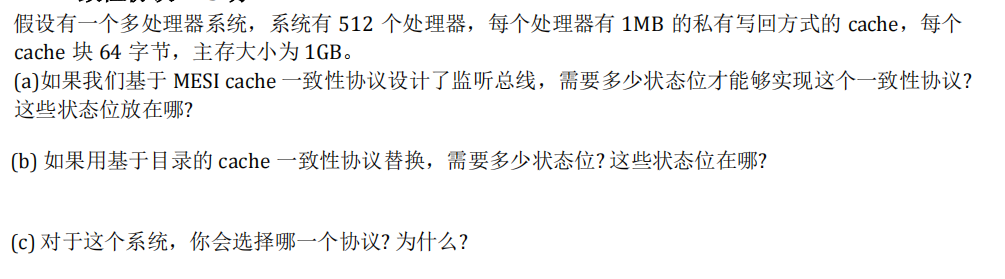 假设有一个多处理器系统，系统有 512 个处理器，每个处理器有 1MB 的私有写回方式的 cache，每个
cache 块 64 字节，主存大小为 1GB。
(a)如果我们基于 MESI cache 一致性协议设计了监听总线，需要多少状态位才能够实现这个一致性协议?
这些状态位放在哪?
(b) 如果用基于目录的 cache 一致性协议替换，需要多少状态位? 这些状态位在哪?
(c) 对于这个系统，你会选择哪一个协议? 为什么?